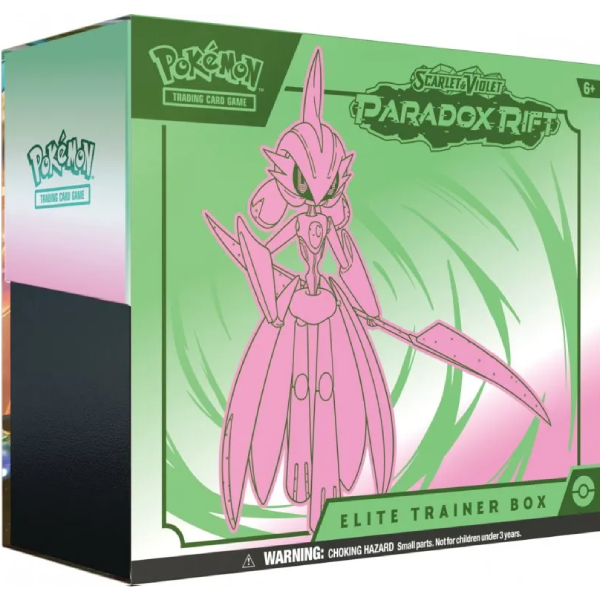 POKéMON
TRADING CARD GAME
SCARLET & VIOLET
PARADOX RIFT
6+
POKéMON
TRADING CARD GAME
ELITE TRAINER BOX
WARNING: CHOKING HAZARD Small parts. Not for children under 3 years.